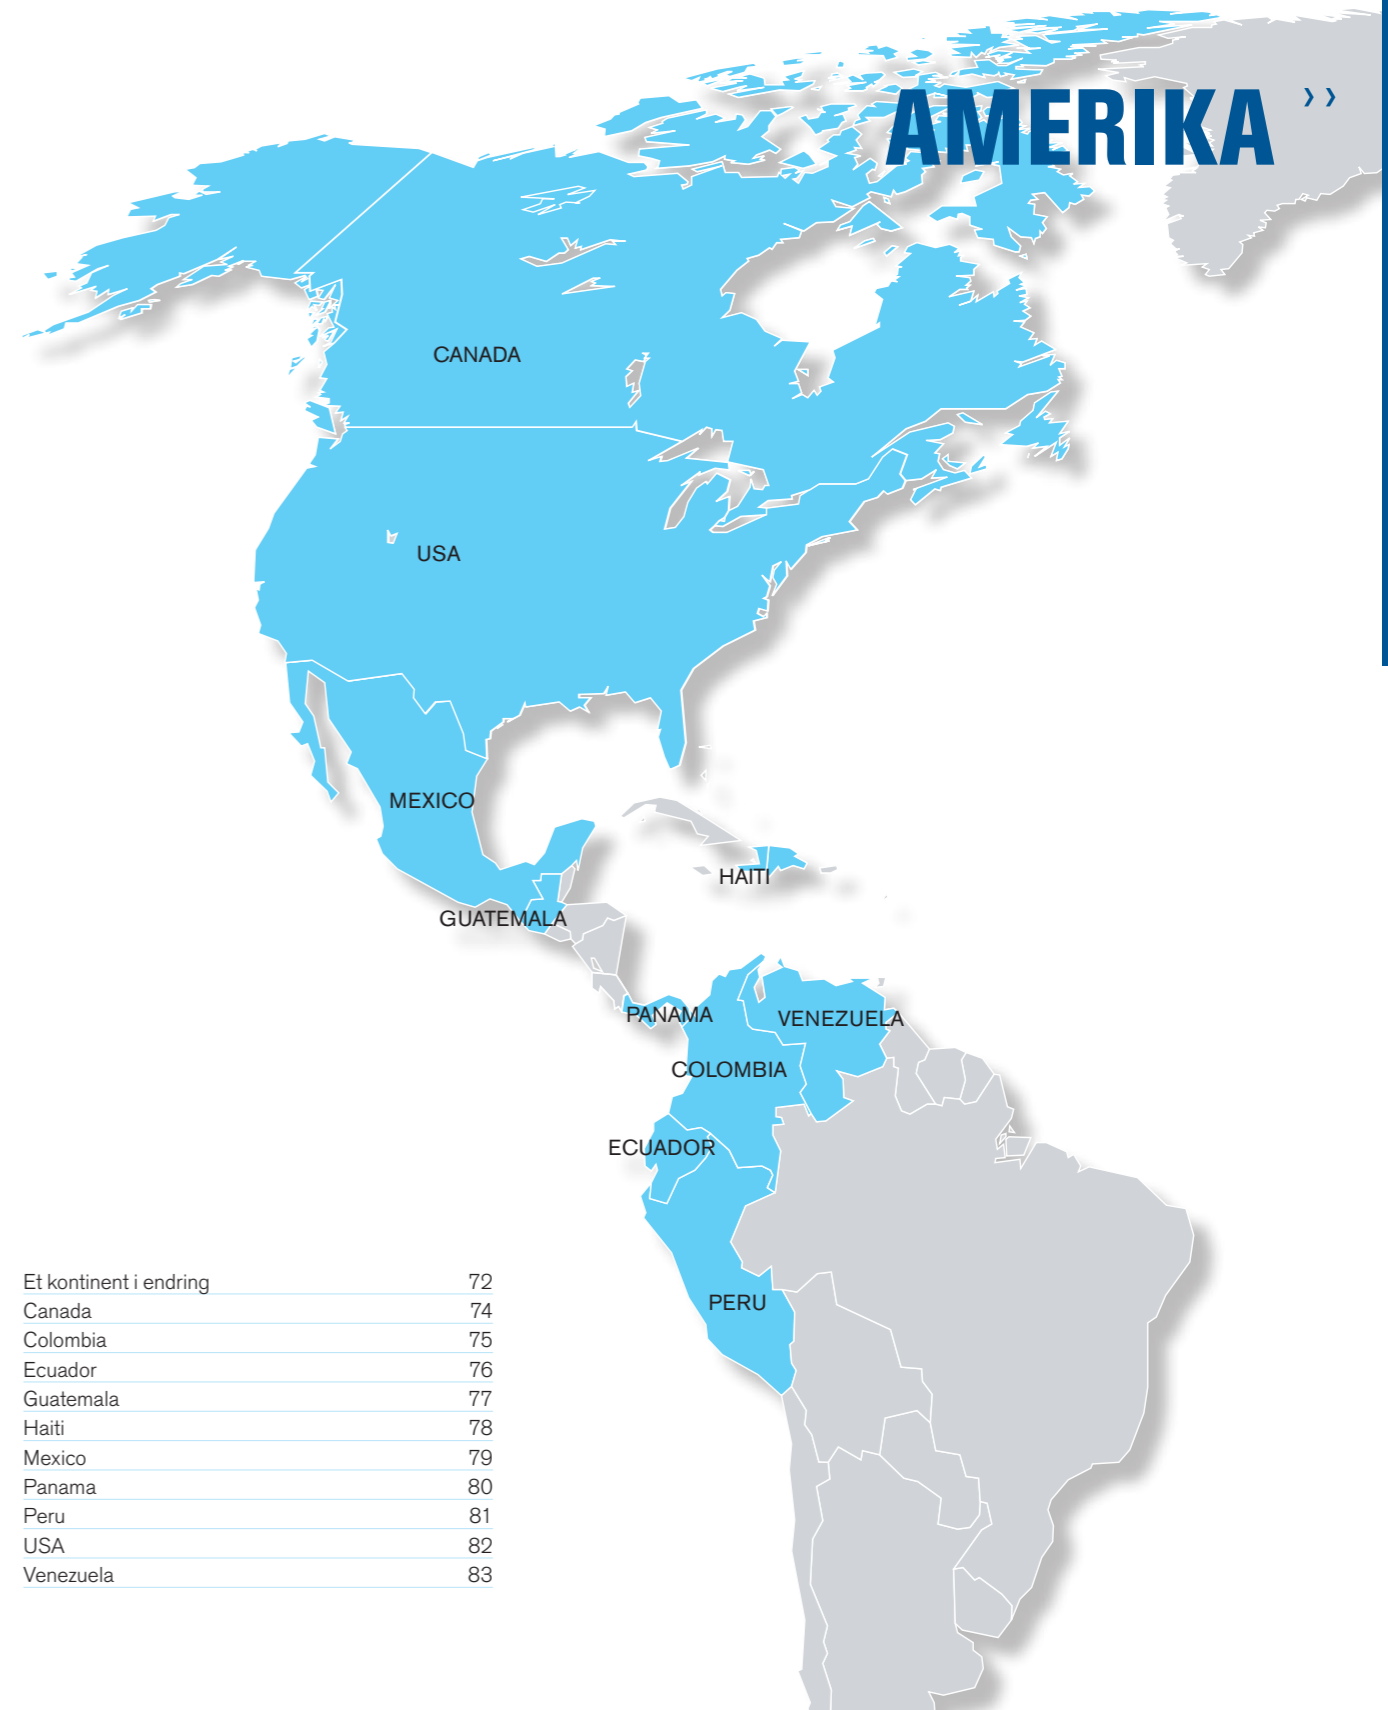 AMERIKA ››
CANADA
USA
MEXICO
HAITI
GUATEMALA
PANAMA
VENEZUELA
COLOMBIA
ECUADOR
PERU
Et kontinent i endring 72
Canada 74
Colombia 75
Ecuador 76
Guatemala 77
Haiti 78
Mexico 79
Panama 80
Peru 81
USA 82
Venezuela 83